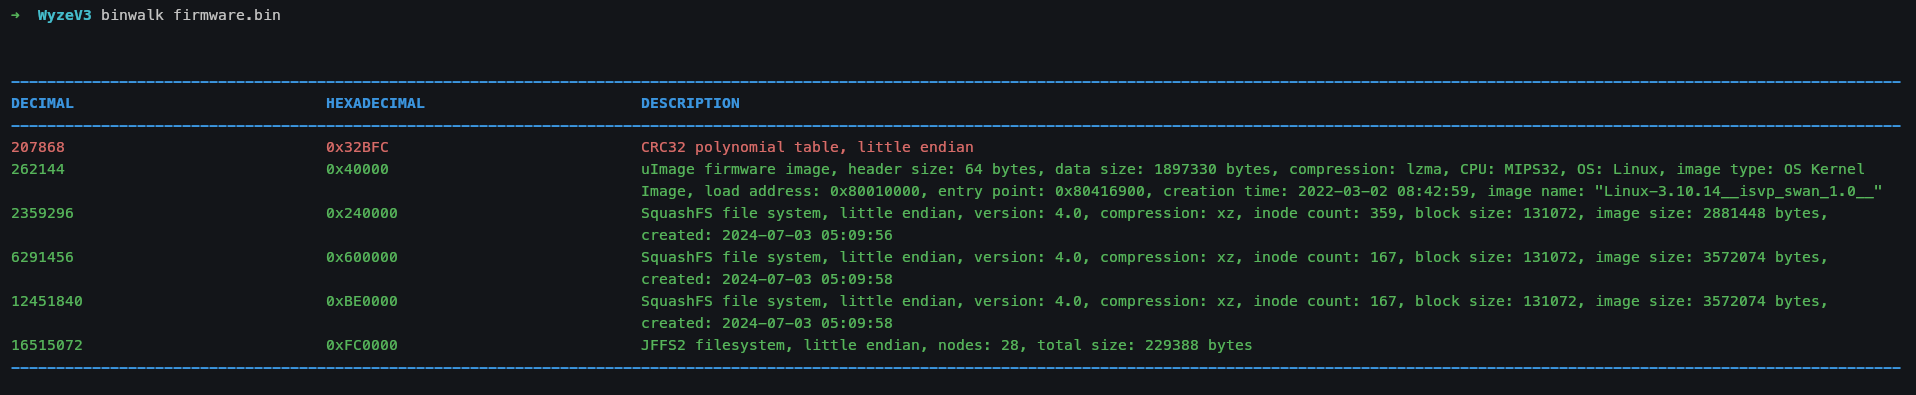 ➜  WyzeV3 binwalk firmware.bin
DECIMAL                            HEXADECIMAL                        DESCRIPTION
207868                             0x32BFC                            CRC32 polynomial table, little endian
262144                             0x40000                            uImage firmware image, header size: 64 bytes, data size: 1897330 bytes, compression: lzma, CPU: MIPS32, OS: Linux, image type: OS Kernel
Image, load address: 0x80010000, entry point: 0x80416900, creation time: 2022-03-02 08:42:59, image name: "Linux-3.10.14__isvp_swan_1.0__"
2359296                            0x240000                           SquashFS file system, little endian, version: 4.0, compression: xz, inode count: 359, block size: 131072, image size: 2881448 bytes,
created: 2024-07-03 05:09:56
6291456                            0x600000                           SquashFS file system, little endian, version: 4.0, compression: xz, inode count: 167, block size: 131072, image size: 3572074 bytes,
created: 2024-07-03 05:09:58
12451840                           0xBE0000                           SquashFS file system, little endian, version: 4.0, compression: xz, inode count: 167, block size: 131072, image size: 3572074 bytes,
created: 2024-07-03 05:09:58
16515072                           0xFC0000                           JFFS2 filesystem, little endian, nodes: 28, total size: 229388 bytes